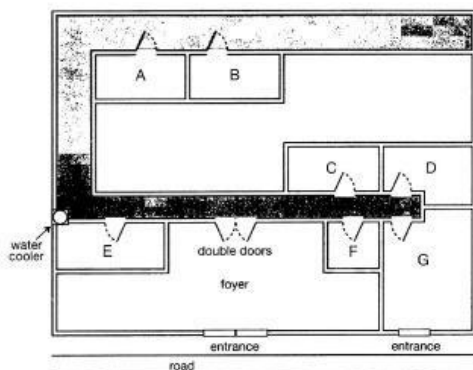 A
B
C
D
water
cooler
E
double doors
F
G
foyer
entrance
entrance
road